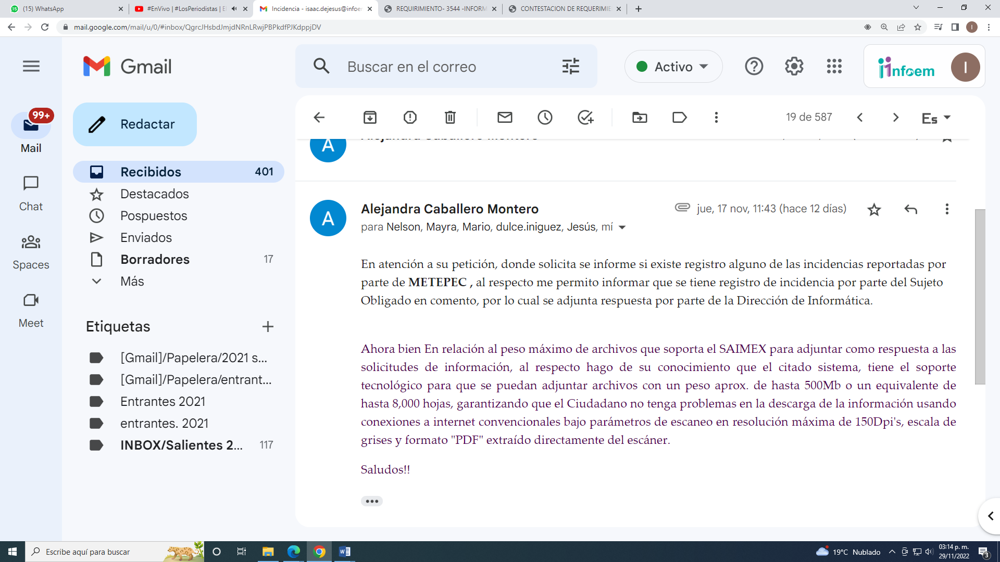 (15) WhatsApp
#EnVivo | #LosPeriodistas | El
Incidencia - isaac.dejesus@infoer
REQUIRIMIENTO- 3544 -INFORM
CONTESTACION DE REQUERIMIE
mail.google.com/mail/u/0/#inbox/QgrcJHsbdJmjdNRnLRwjPBPkdfPJKdppjDV
I
Gmail
Buscar en el correo
Activo
infoem
I
99+
Mail
Chat
Spaces
Meet
Redactar
Recibidos 401
Destacados
Pospuestos
Enviados
Borradores 17
Más
Etiquetas
[Gmail]/Papelera/2021 s...
[Gmail]/Papelera/entrant...
Entrantes 2021
entrantes. 2021
INBOX/Salientes 2... 117
19 de 587
Es
A
Alejandra Caballero Montero
A
Alejandra Caballero Montero
jue, 17 nov, 11:43 (hace 12 días)
para Nelson, Mayra, Mario, dulce.iniguez, Jesús, mí
En atención a su petición, donde solicita se informe si existe registro alguno de las incidencias reportadas por
parte de METEPEC , al respecto me permito informar que se tiene registro de incidencia por parte del Sujeto
Obligado en comento, por lo cual se adjunta respuesta por parte de la Dirección de Informática.
Ahora bien En relación al peso máximo de archivos que soporta el SAIMEX para adjuntar como respuesta a las
solicitudes de información, al respecto hago de su conocimiento que el citado sistema, tiene el soporte
tecnológico para que se puedan adjuntar archivos con un peso aprox. de hasta 500Mb o un equivalente de
hasta 8,000 hojas, garantizando que el Ciudadano no tenga problemas en la descarga de la información usando
conexiones a internet convencionales bajo parámetros de escaneo en resolución máxima de 150Dpi's, escala de
grises y formato "PDF" extraído directamente del escáner.
Saludos!!
Escribe aquí para buscar
19°C Nublado
03:14 p. m.
29/11/2022
3